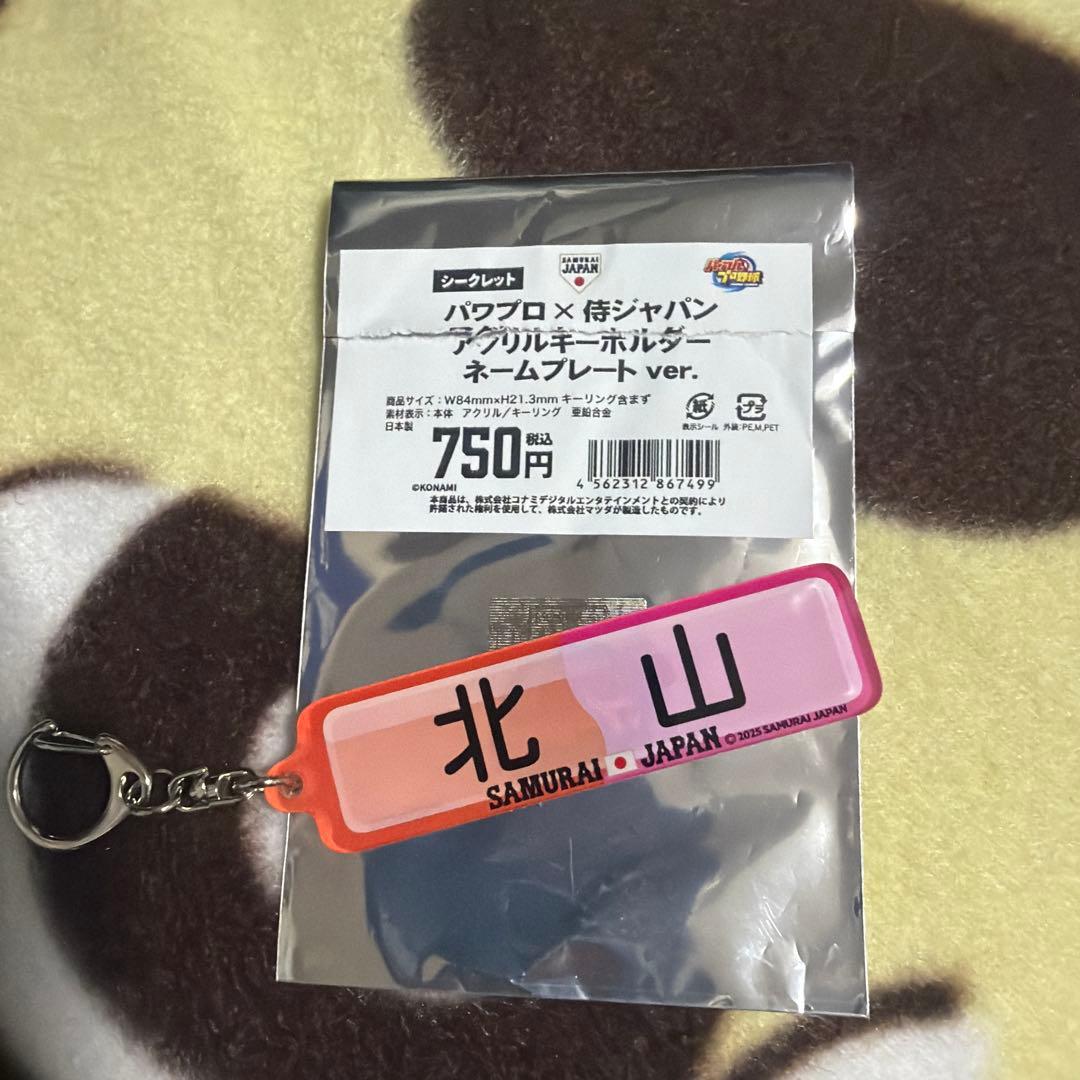 シークレット
SAMURAI
JAPAN
パワフル
プロ野球
パワプロ×侍ジャパン
アクリルキーホルダー
ネームプレート ver.
商品サイズ：W84mm×H21.3mm キーリング含まず
素材表示：本体 アクリル／キーリング 亜鉛合金
日本製
紙
表示シール
プラ
外装：PE,M,PET
750円
税込
4 562312 867499
©KONAMI
本商品は、株式会社コナミデジタルエンタテインメントとの契約により
許諾された権利を使用して、株式会社マツダが製造したものです。
北山
SAMURAI JAPAN
©2025 SAMURAI JAPAN